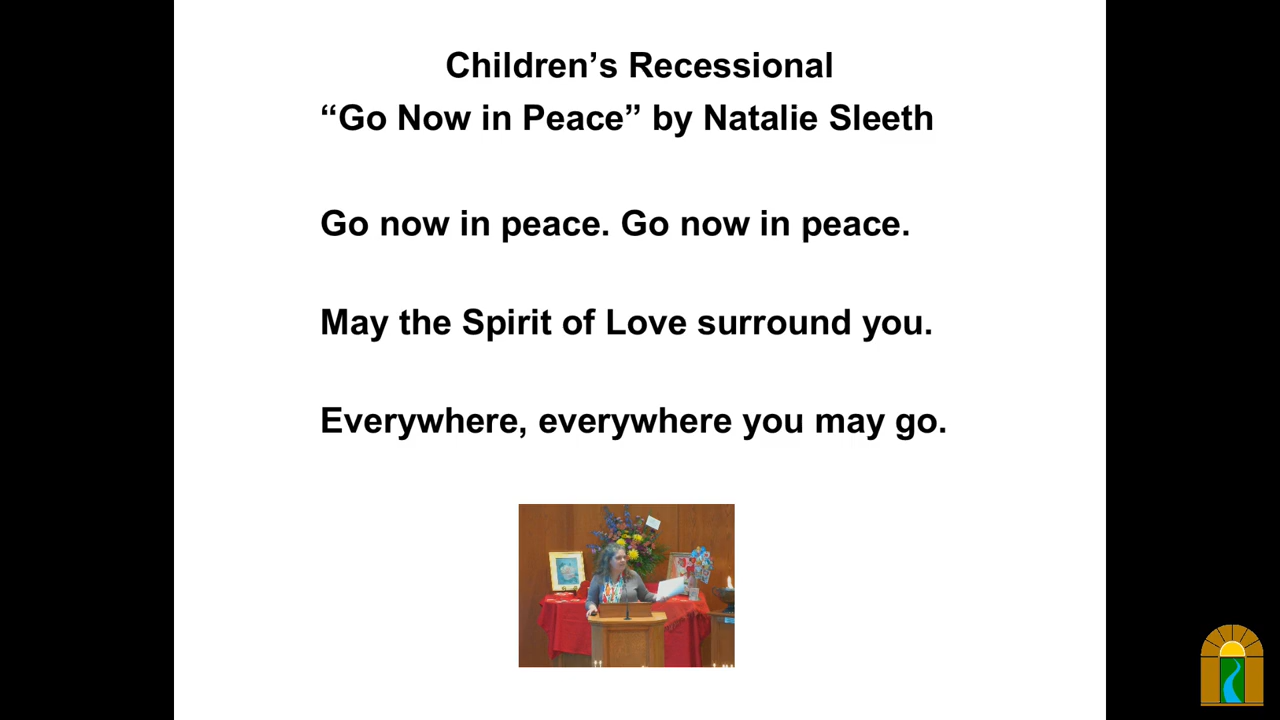 Children’s Recessional
“Go Now in Peace” by Natalie Sleeth
Go now in peace. Go now in peace.
May the Spirit of Love surround you.
Everywhere, everywhere you may go.